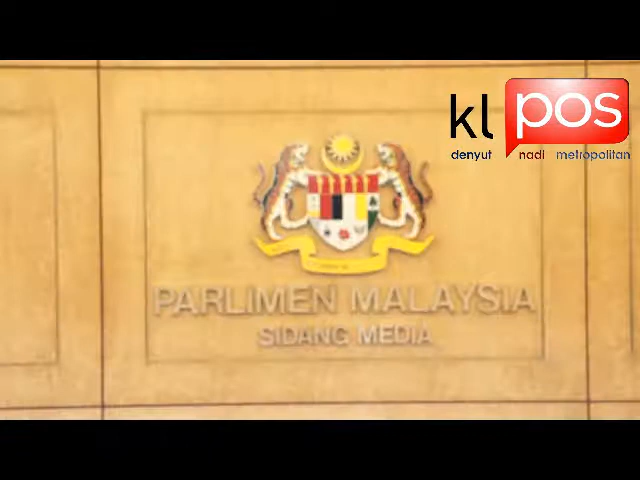 kl pos
denyut nadi metropolitan
PARLIMEN MALAYSIA
SIDANG MEDIA